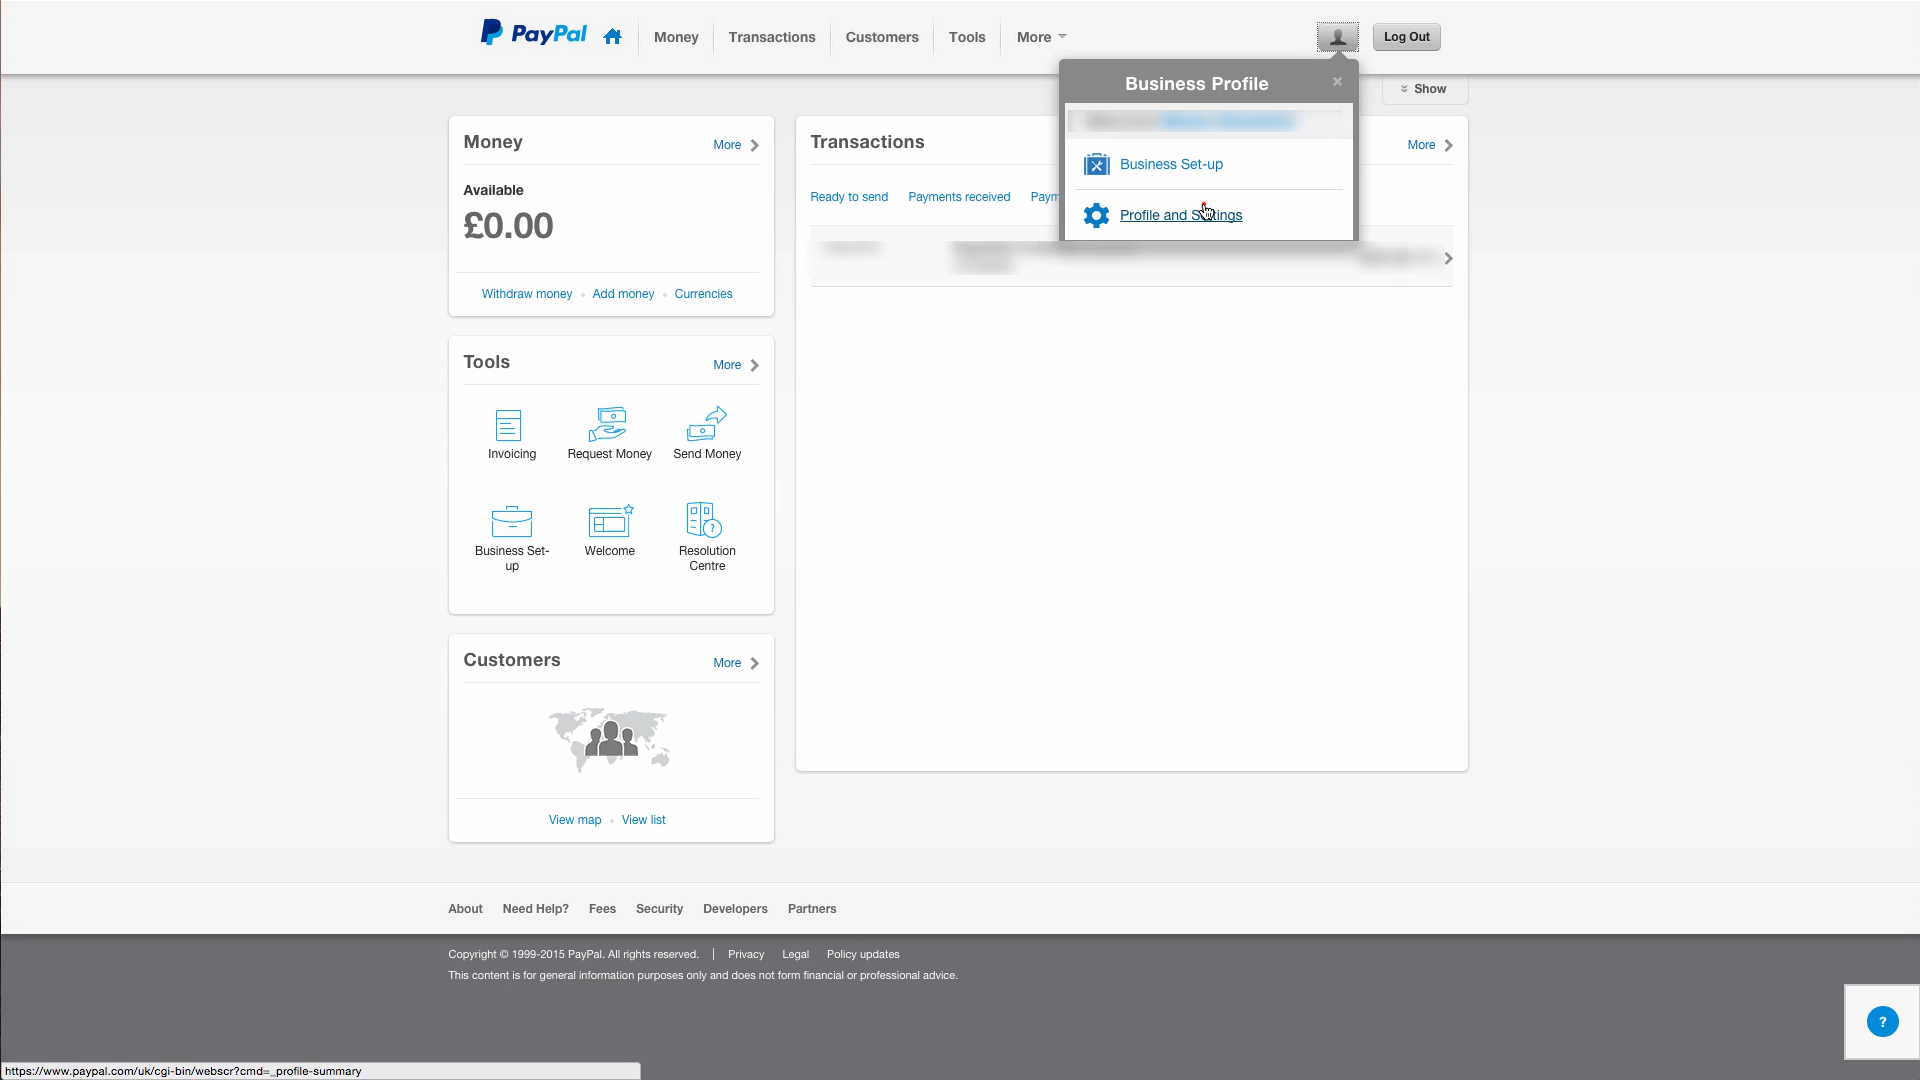 PayPal
Money
Transactions
Customers
Tools
More
Log Out
Business Profile
×
Show
Business Set-up
Profile and Settings
Money
More
Available
£0.00
Withdraw money
Add money
Currencies
Transactions
More
Ready to send
Payments received
Paym
Tools
More
Invoicing
Request Money
Send Money
Business Set-
up
Welcome
Resolution
Centre
Customers
More
View map
View list
About
Need Help?
Fees
Security
Developers
Partners
Copyright © 1999-2015 PayPal. All rights reserved. | Privacy Legal Policy updates
This content is for general information purposes only and does not form financial or professional advice.
?
https://www.paypal.com/uk/cgi-bin/webscr?cmd=_profile-summary